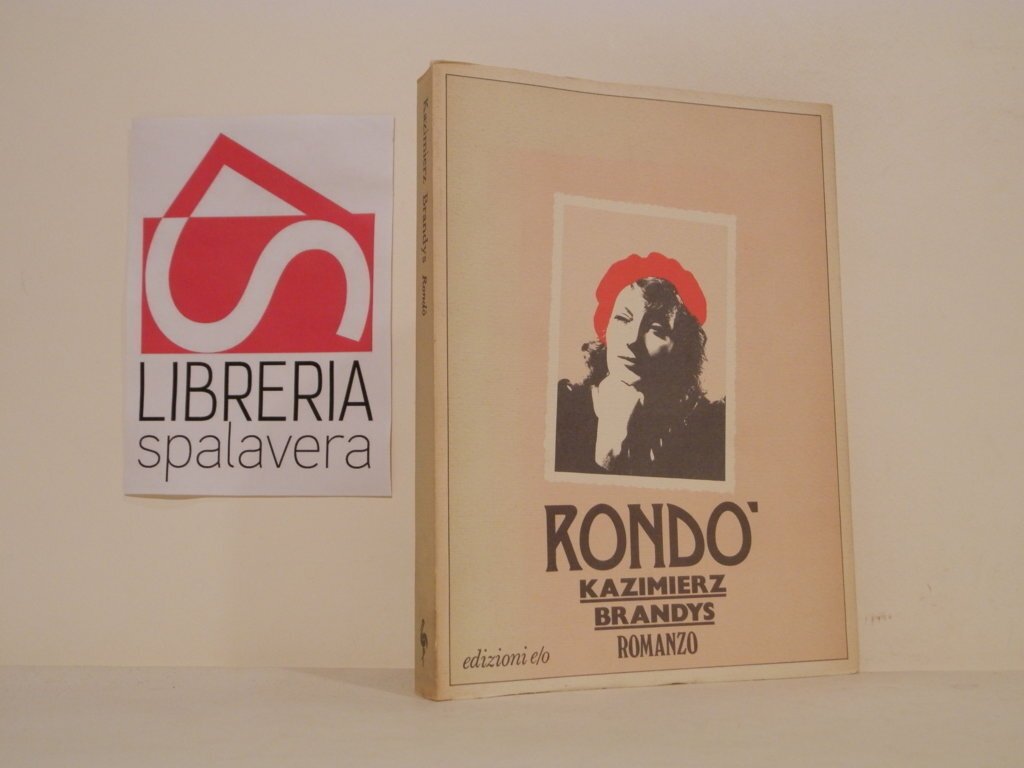 LIBRERIA
spalavera
Kazimierz Brandys Rondò
RONDO`
KAZIMIERZ
BRANDYS
ROMANZO
edizioni e/o